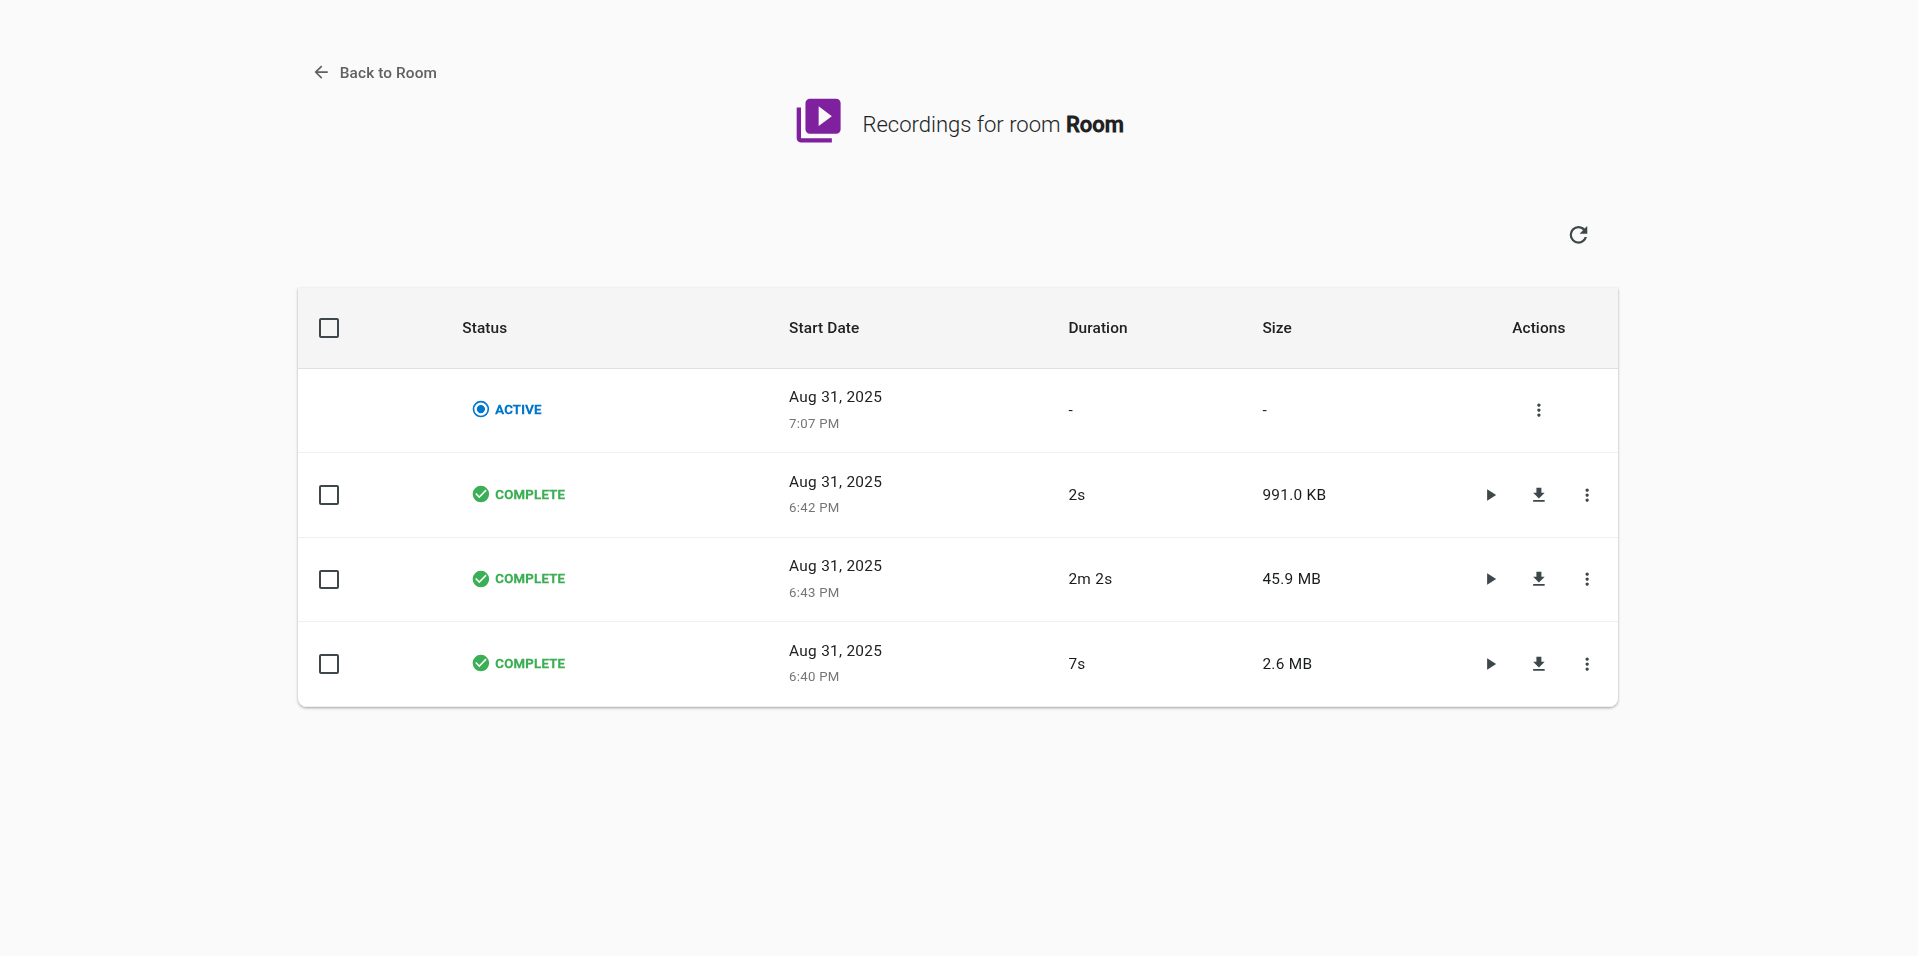 Back to Room
Recordings for room Room
Status Start Date Duration Size Actions
ACTIVE Aug 31, 2025 - -
7:07 PM
COMPLETE Aug 31, 2025 2s 991.0 KB
6:42 PM
COMPLETE Aug 31, 2025 2m 2s 45.9 MB
6:43 PM
COMPLETE Aug 31, 2025 7s 2.6 MB
6:40 PM